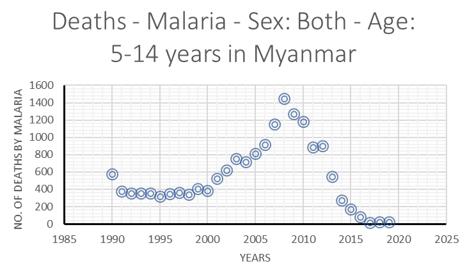 Deaths - Malaria - Sex: Both - Age:
5-14 years in Myanmar
NO. OF DEATHS BY MALARIA
1600
1400
1200
1000
800
600
400
200
0
1985 1990 1995 2000 2005 2010 2015 2020 2025
YEARS